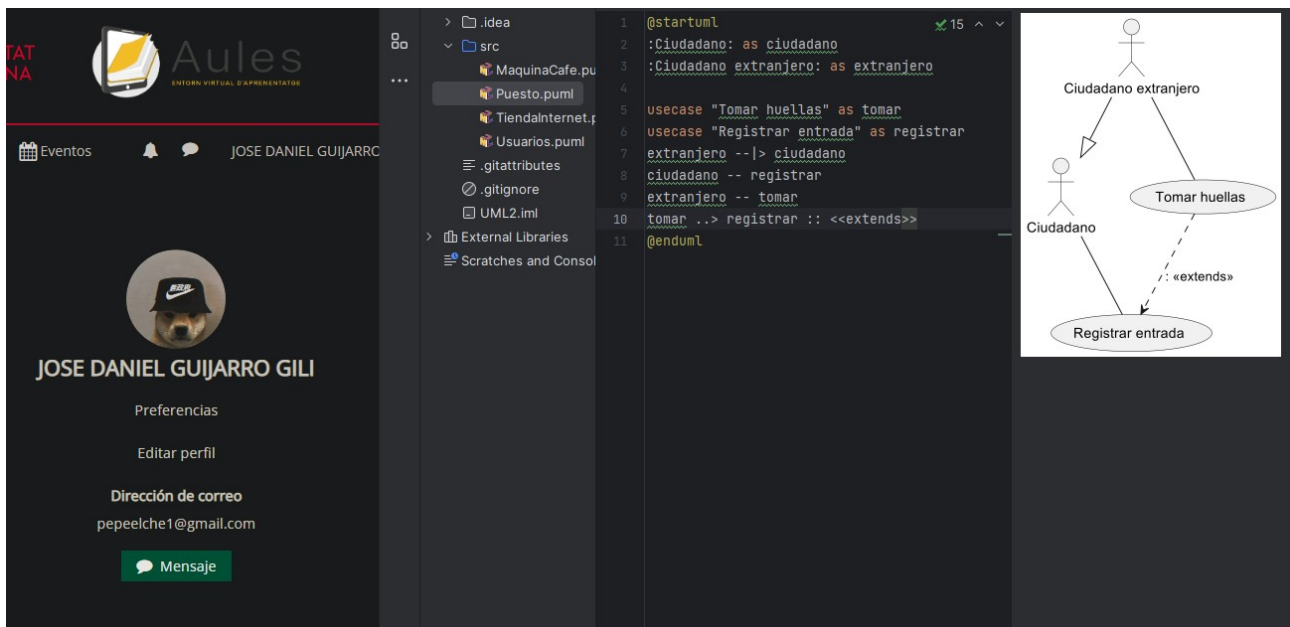 TAT
NA
Aules
ENTORN VIRTUAL D'APRENENTATGE
Eventos
JOSE DANIEL GUIJARRO
JOSE DANIEL GUIJARRO GILI
Preferencias
Editar perfil
Dirección de correo
pepeelche1@gmail.com
Mensaje
.idea
src
MaquinaCafe.pu
Puesto.puml
TiendaInternet.p
Usuarios.puml
.gitattributes
.gitignore
UML2.iml
External Libraries
Scratches and Consol
15
1 @startuml
2 :Ciudadano: as ciudadano
3 :Ciudadano extranjero: as extranjero
4
5 usecase "Tomar huellas" as tomar
6 usecase "Registrar entrada" as registrar
7 extranjero --|> ciudadano
8 ciudadano -- registrar
9 extranjero -- tomar
10 tomar ..> registrar :: <<extends>>
11 @enduml
Ciudadano extranjero
Tomar huellas
Ciudadano
: «extends»
Registrar entrada